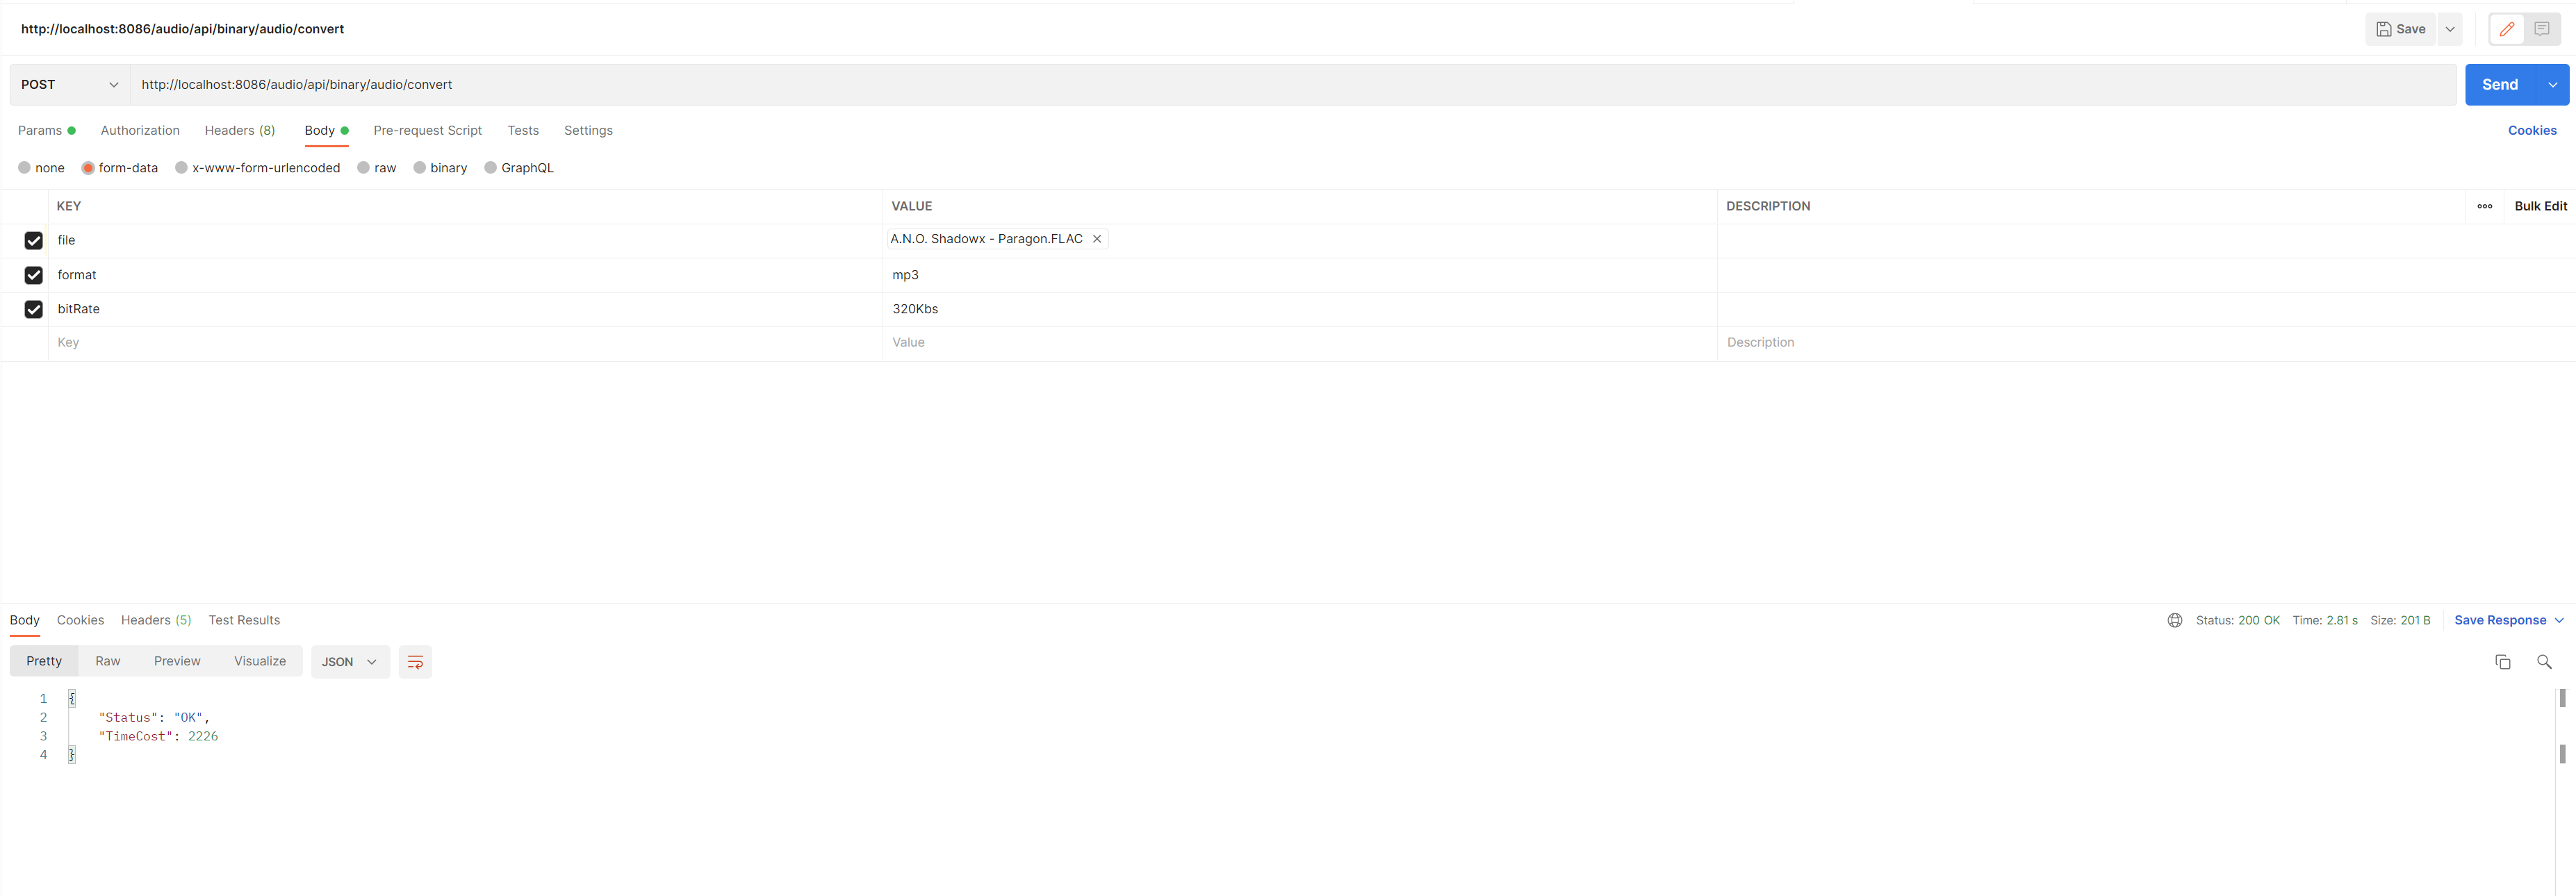 http://localhost:8086/audio/api/binary/audio/convert Save
POST http://localhost:8086/audio/api/binary/audio/convert Send
Params Authorization Headers (8) Body Pre-request Script Tests Settings Cookies
none form-data x-www-form-urlencoded raw binary GraphQL
KEY VALUE DESCRIPTION Bulk Edit
file A.N.O. Shadowx - Paragon.FLAC
format mp3
bitRate 320Kbs
Key Value Description
Body Cookies Headers (5) Test Results Status: 200 OK Time: 2.81 s Size: 201 B Save Response
Pretty Raw Preview Visualize JSON
1 {
2 "Status": "OK",
3 "TimeCost": 2226
4 }